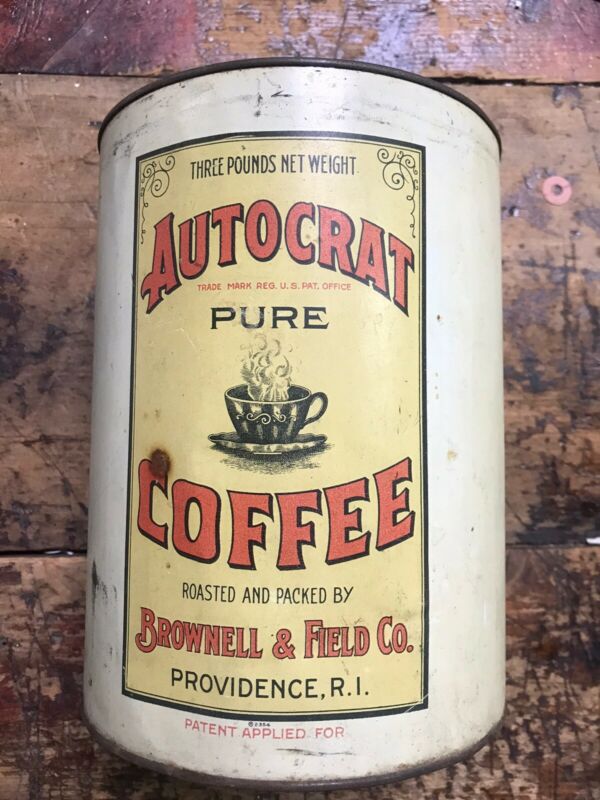 THREE POUNDS NET WEIGHT
AUTOCRAT
TRADE MARK REG. U.S. PAT. OFFICE
PURE
COFFEE
ROASTED AND PACKED BY
BROWNELL & FIELD CO.
PROVIDENCE, R.I.
PATENT APPLIED FOR